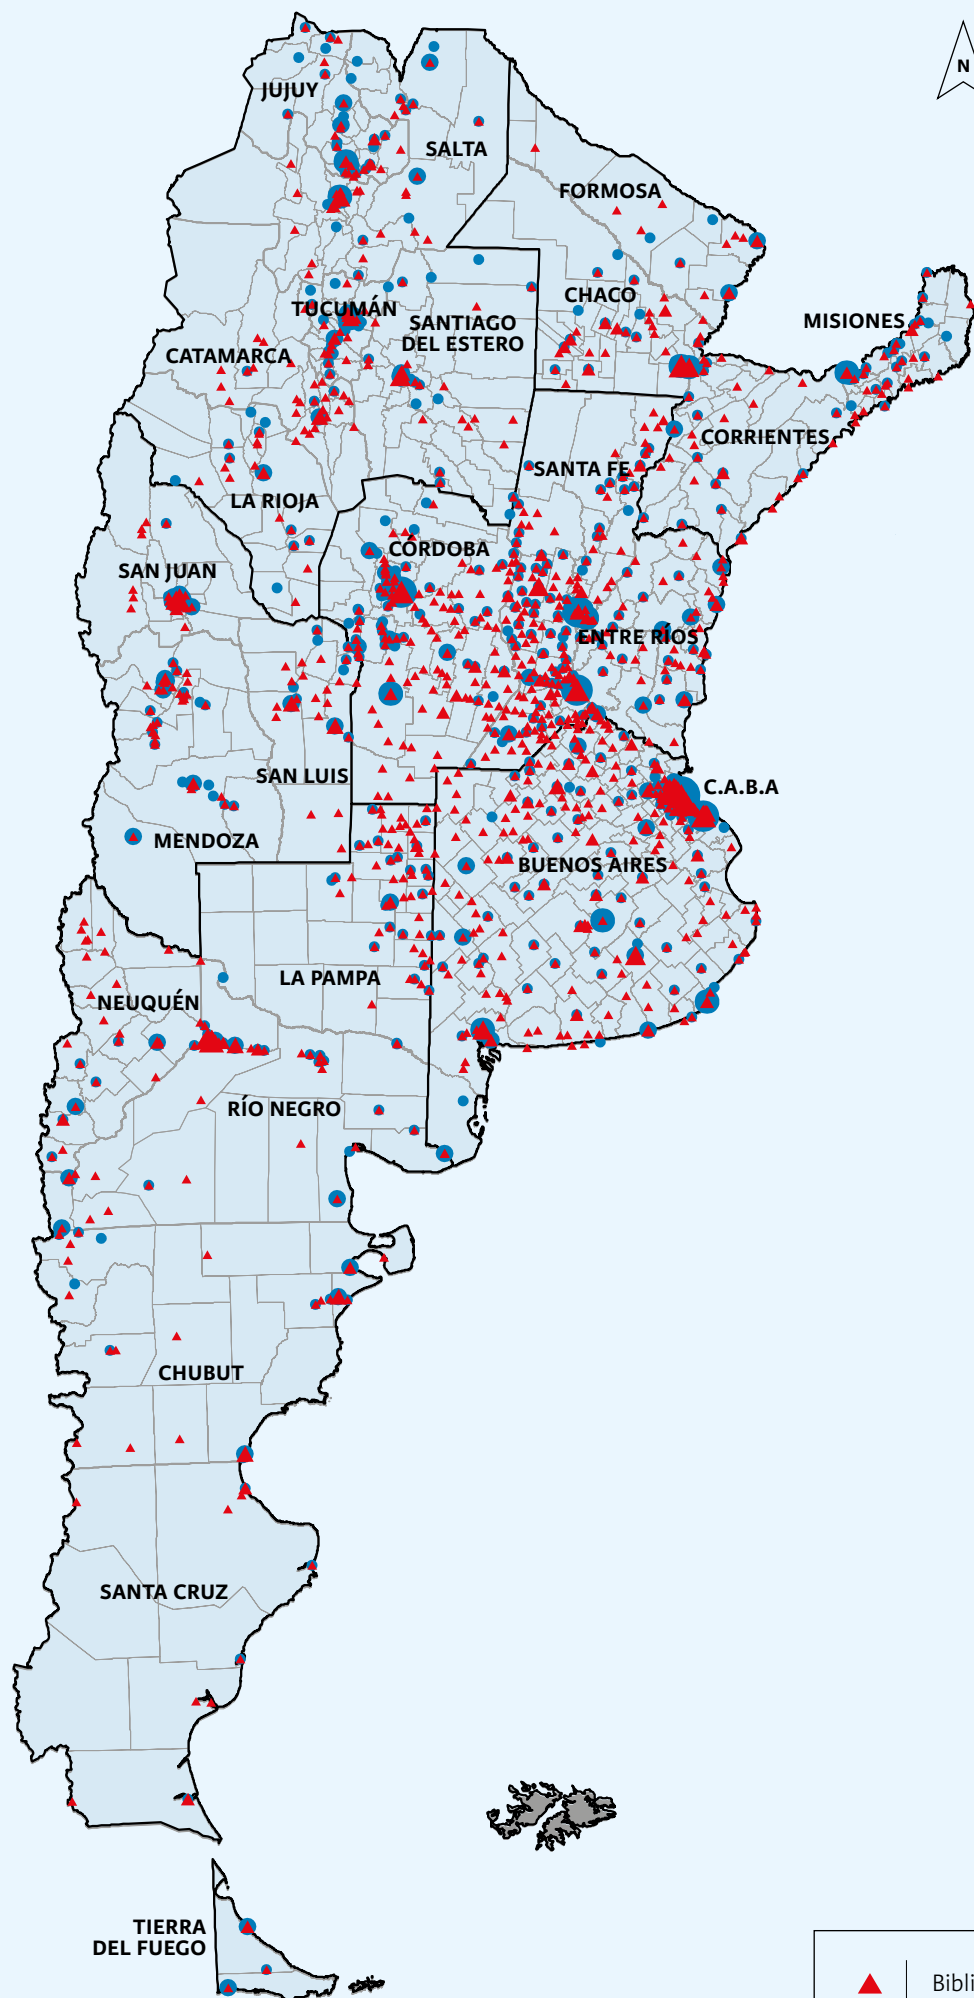 N
JUJUY
SALTA
FORMOSA
CHACO
MISIONES
TUCUMÁN
SANTIAGO
DEL ESTERO
CATAMARCA
CORRIENTES
SANTA FE
LA RIOJA
CÓRDOBA
SAN JUAN
ENTRE RÍOS
SAN LUIS
C.A.B.A
MENDOZA
BUENOS AIRES
LA PAMPA
NEUQUÉN
RÍO NEGRO
CHUBUT
SANTA CRUZ
TIERRA
DEL FUEGO
Bibli